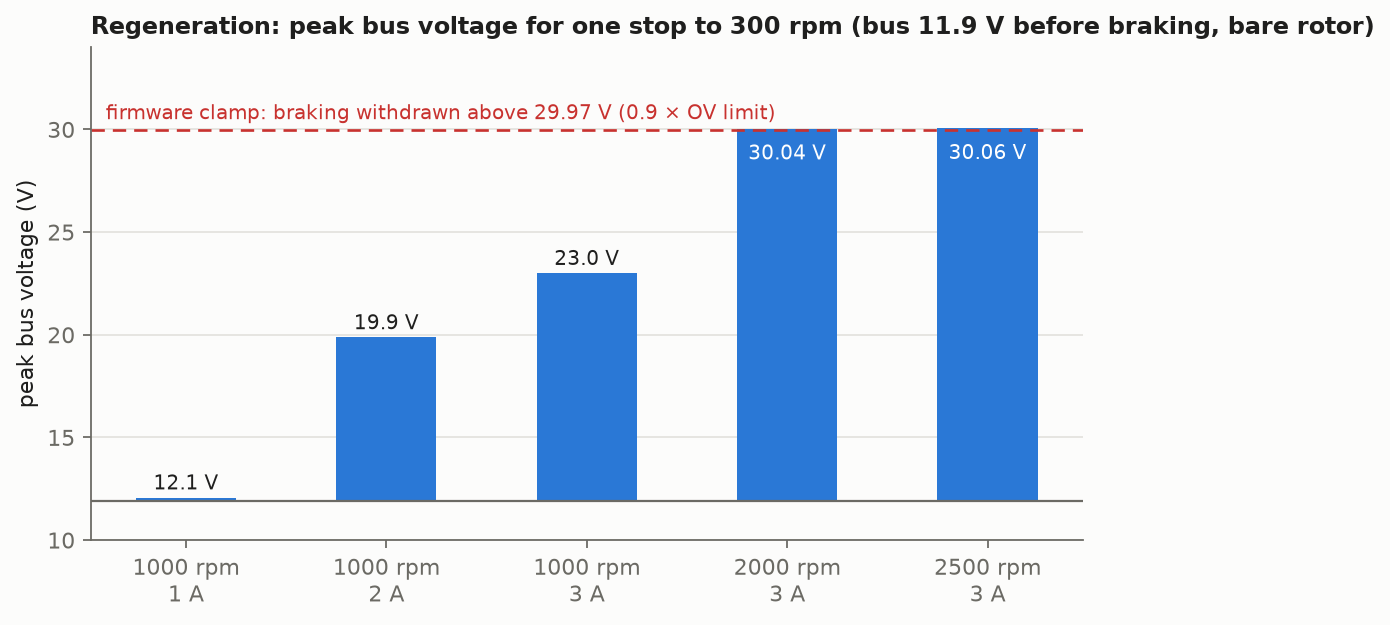 Regeneration: peak bus voltage for one stop to 300 rpm (bus 11.9 V before braking, bare rotor)
firmware clamp: braking withdrawn above 29.97 V (0.9 × OV limit)
peak bus voltage (V)
30
25
20
15
10
12.1 V
19.9 V
23.0 V
30.04 V
30.06 V
1000 rpm
1 A
1000 rpm
2 A
1000 rpm
3 A
2000 rpm
3 A
2500 rpm
3 A